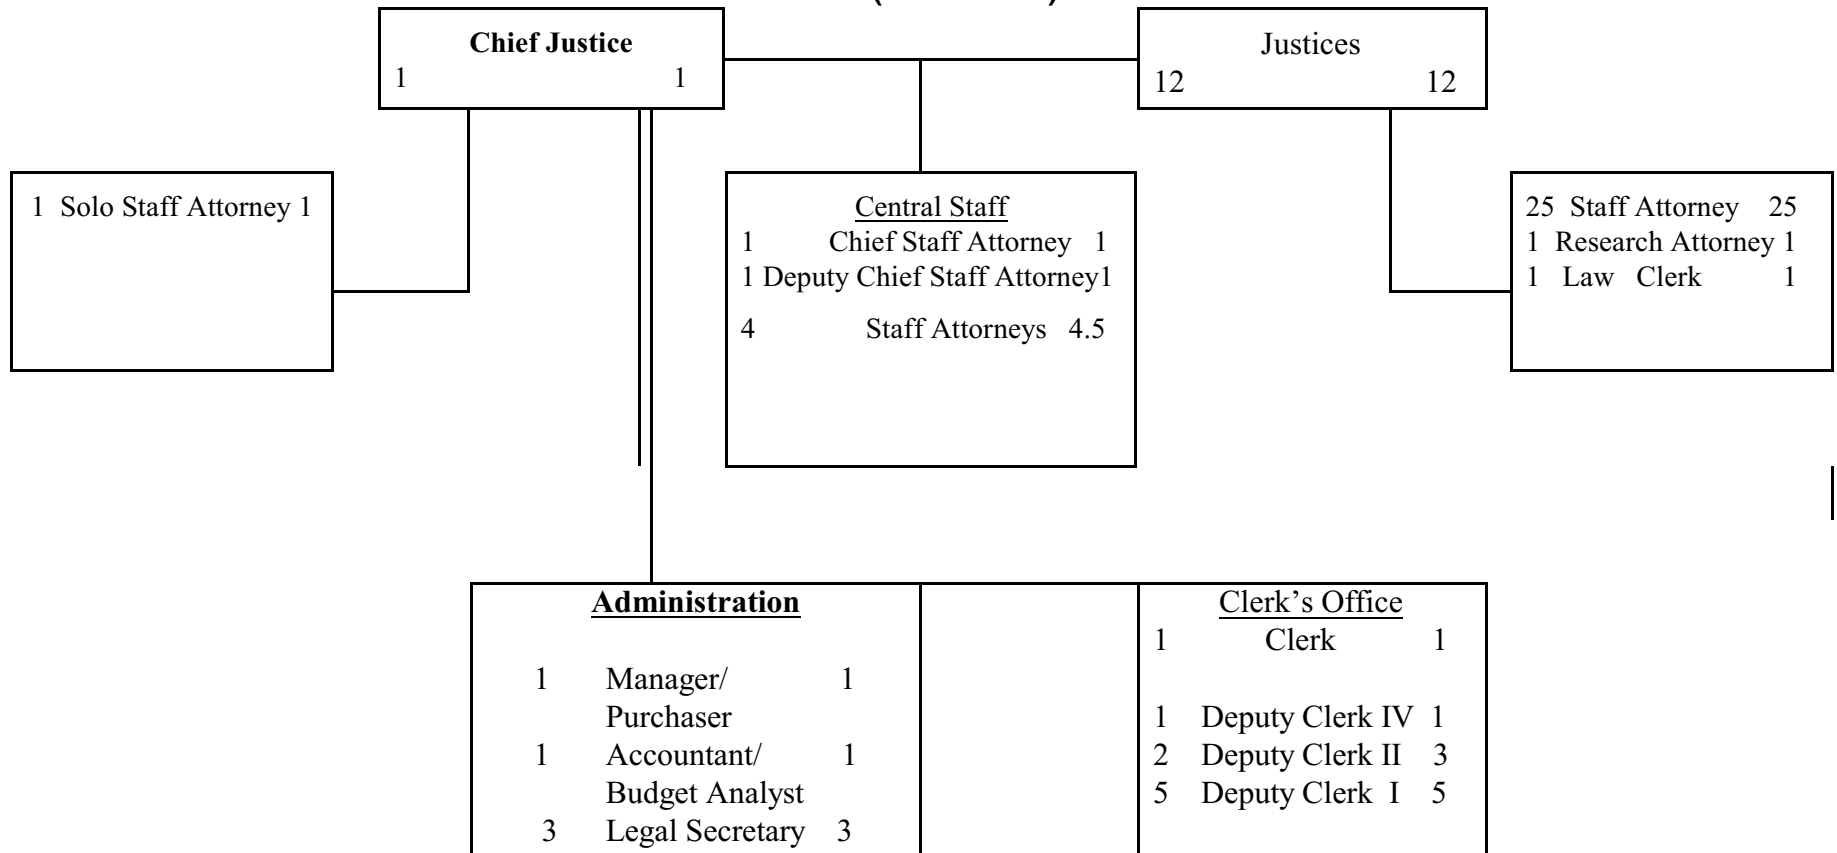 Chief Justice
1 1
Justices
12 12
1 Solo Staff Attorney 1
Central Staff
1 Chief Staff Attorney 1
1 Deputy Chief Staff Attorney1
4 Staff Attorneys 4.5
25 Staff Attorney 25
1 Research Attorney 1
1 Law Clerk 1
Administration
1 Manager/ 1
Purchaser
1 Accountant/ 1
Budget Analyst
3 Legal Secretary 3
Clerk’s Office
1 Clerk 1
1 Deputy Clerk IV 1
2 Deputy Clerk II 3
5 Deputy Clerk I 5